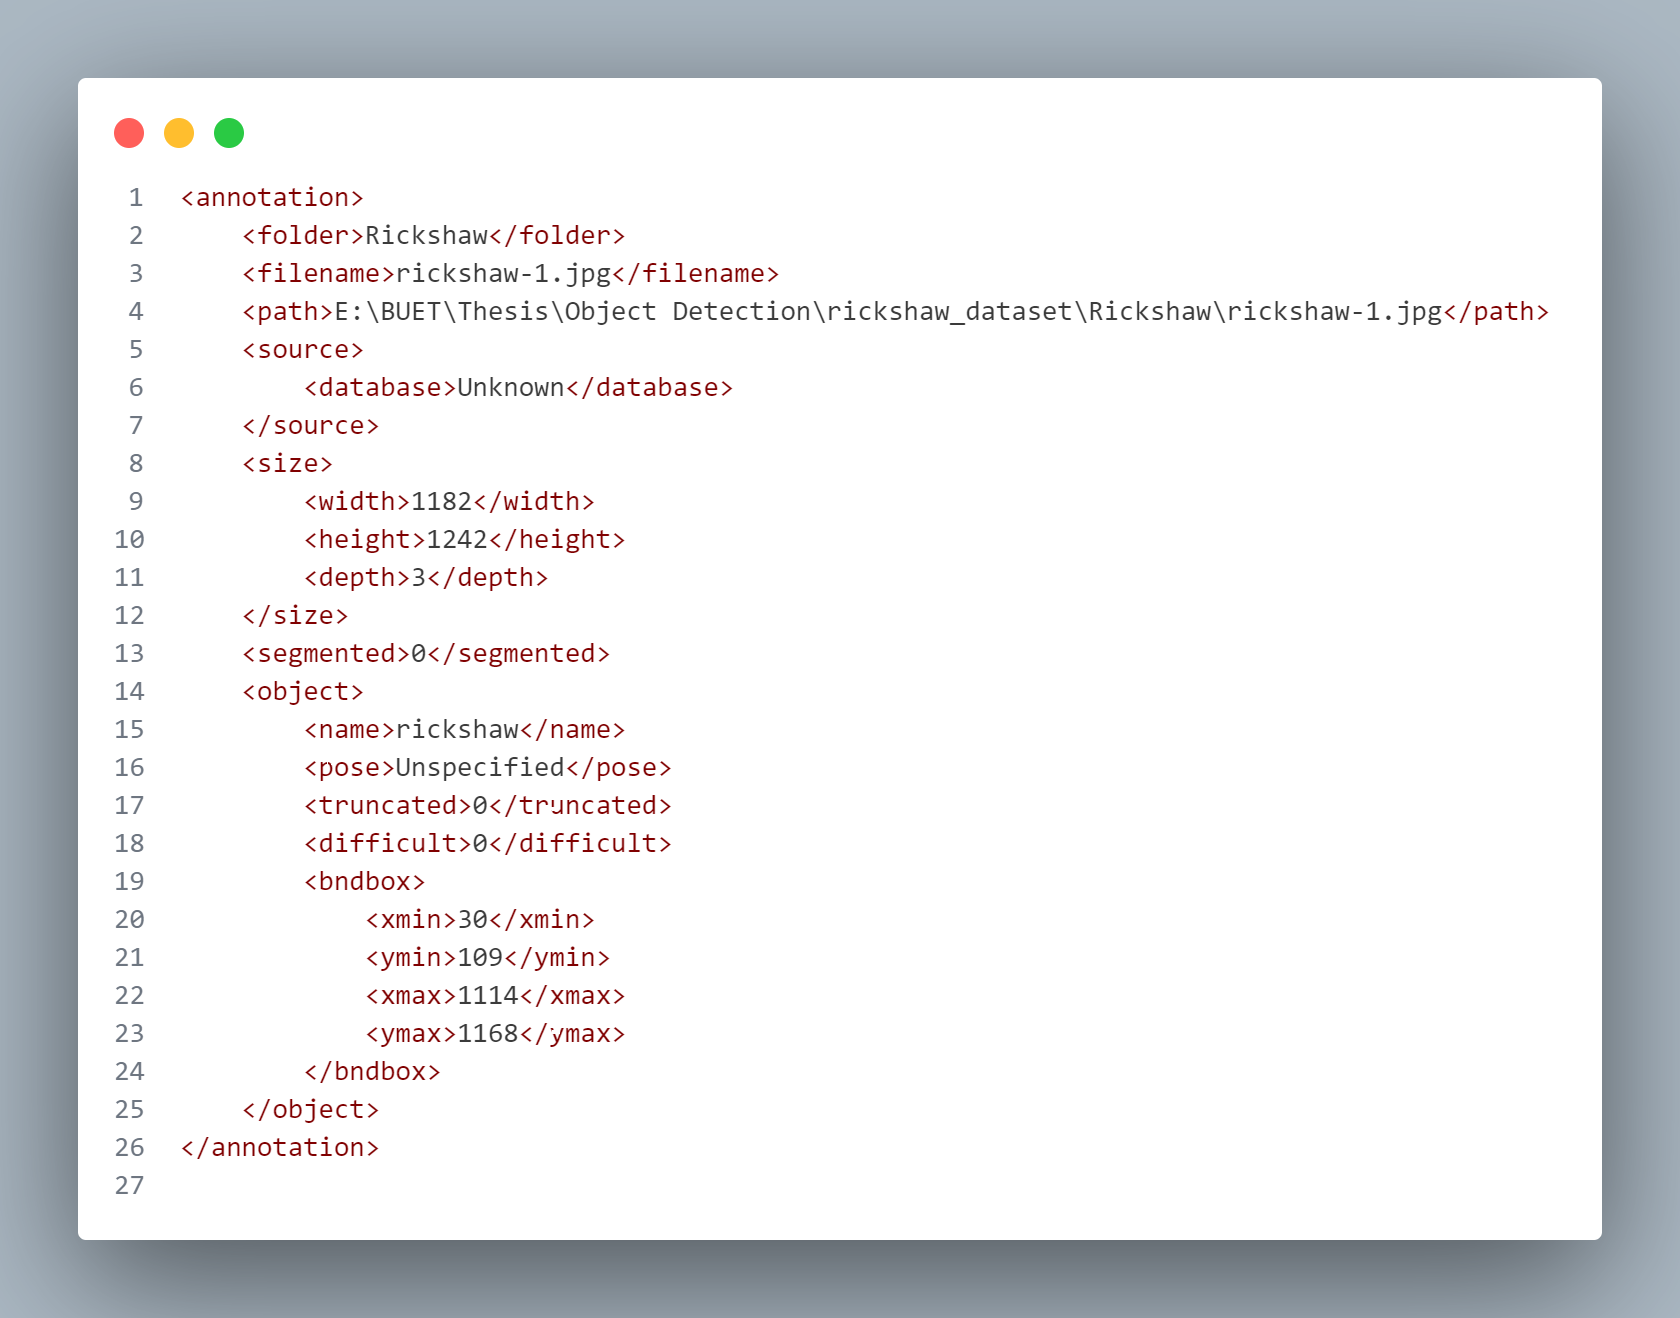 1 <annotation>
2     <folder>Rickshaw</folder>
3     <filename>rickshaw-1.jpg</filename>
4     <path>E:\BUET\Thesis\Object Detection\rickshaw_dataset\Rickshaw\rickshaw-1.jpg</path>
5     <source>
6         <database>Unknown</database>
7     </source>
8     <size>
9         <width>1182</width>
10         <height>1242</height>
11         <depth>3</depth>
12     </size>
13     <segmented>0</segmented>
14     <object>
15         <name>rickshaw</name>
16         <pose>Unspecified</pose>
17         <truncated>0</truncated>
18         <difficult>0</difficult>
19         <bndbox>
20             <xmin>30</xmin>
21             <ymin>109</ymin>
22             <xmax>1114</xmax>
23             <ymax>1168</ymax>
24         </bndbox>
25     </object>
26 </annotation>
27